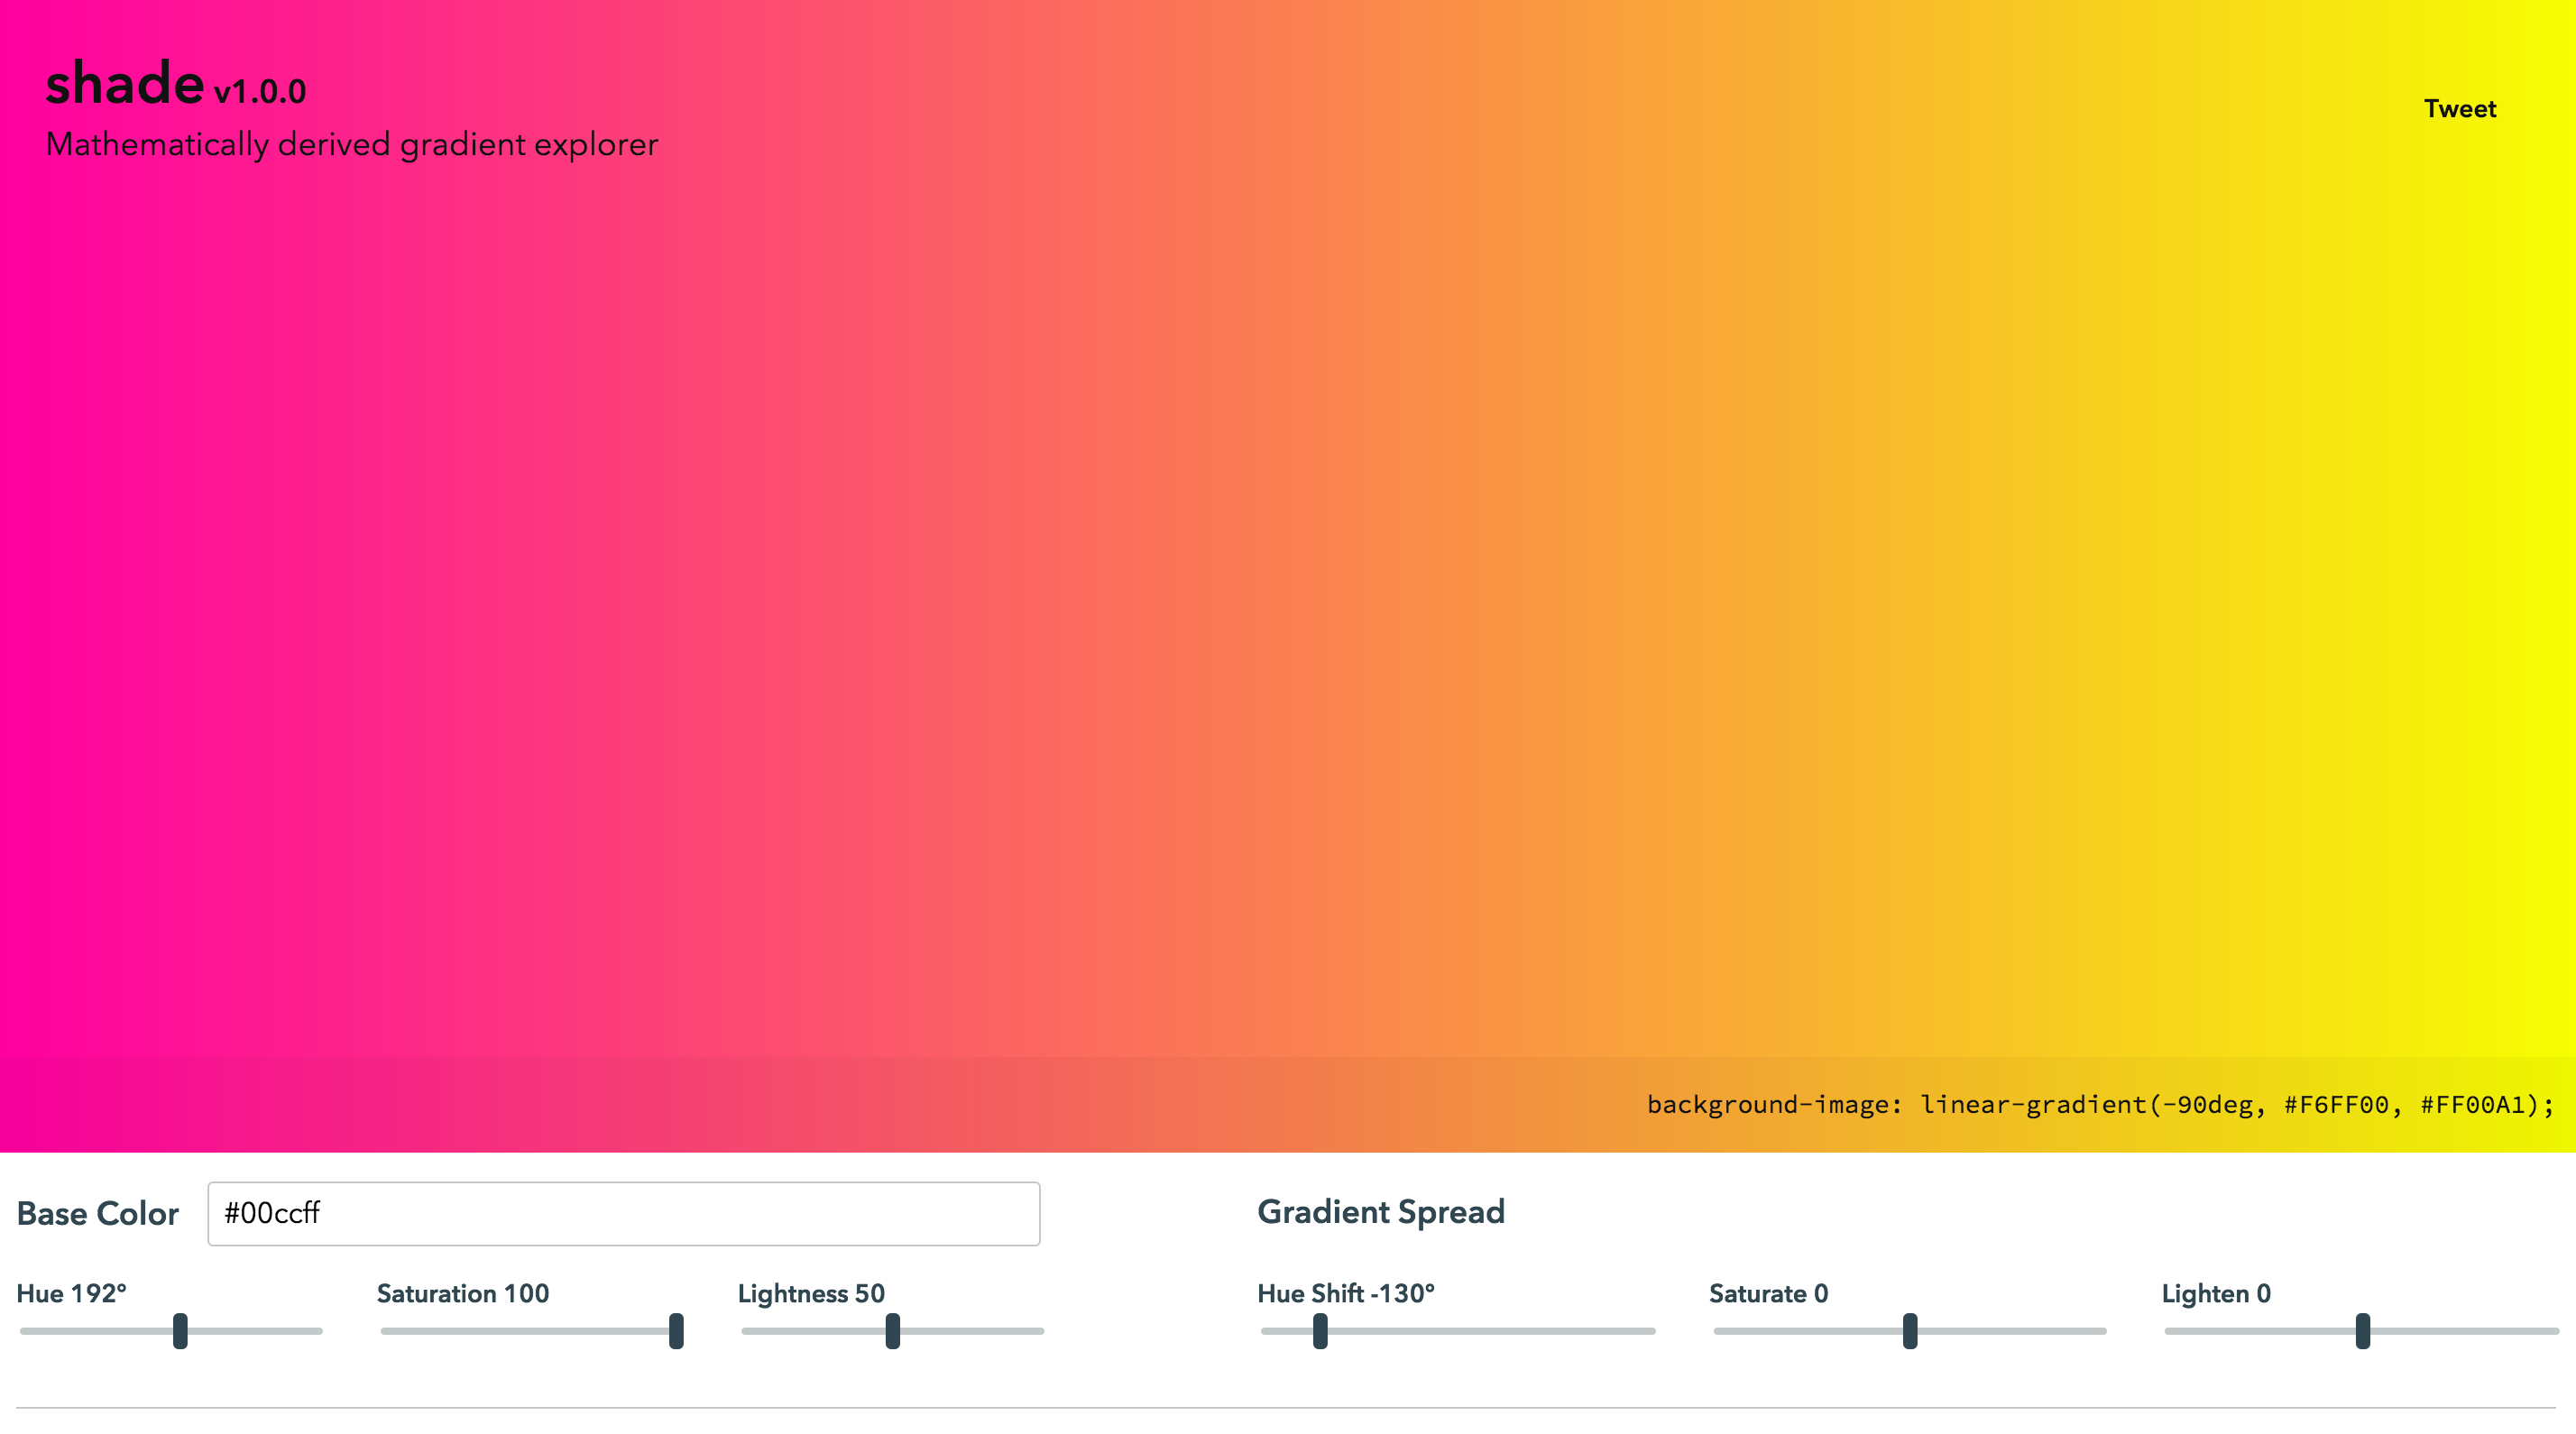 shade v1.0.0
Mathematically derived gradient explorer
Tweet
background-image: linear-gradient(-90deg, #F6FF00, #FF00A1);
Base Color #00ccff
Gradient Spread
Hue 192° Saturation 100 Lightness 50
Hue Shift -130° Saturate 0 Lighten 0